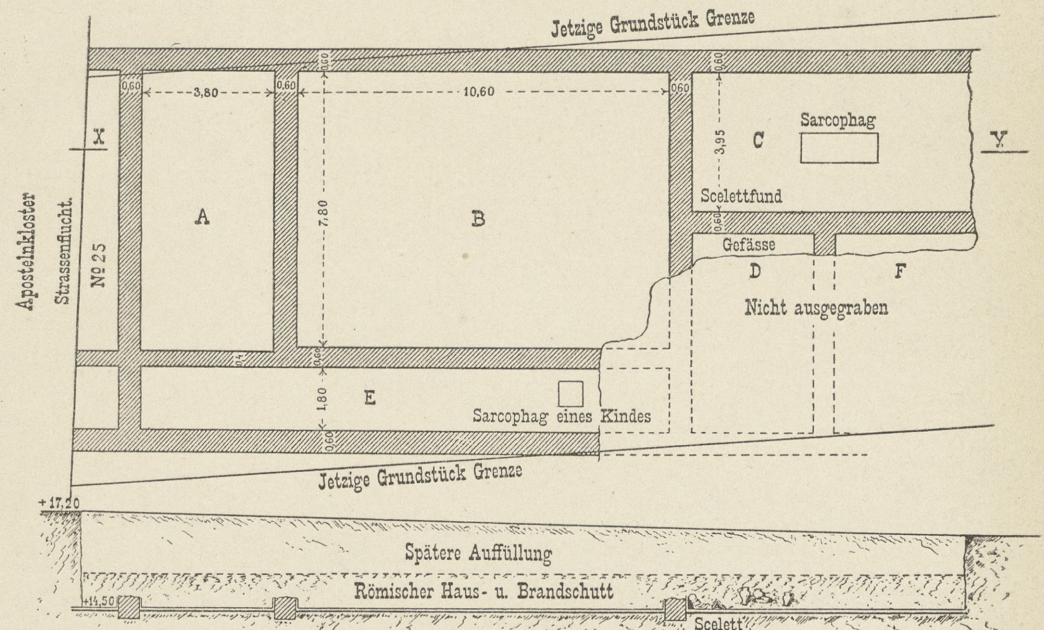 Jetzige Grundstück Grenze
0,60
0,60
0,60
3,80
0,60
10,60
0,60
X
Sarcophag
Y
C
3,95
Apostelnkloster
Strassenflucht.
No 25
A
B
7,80
Scelettfund
0,60
Gefässe
D
F
Nicht ausgegraben
0,60
E
1,80
Sarcophag eines Kindes
0,60
Jetzige Grundstück Grenze
+ 17,20
Spätere Auffüllung
Römischer Haus- u. Brandschutt
+14,50
Scelett